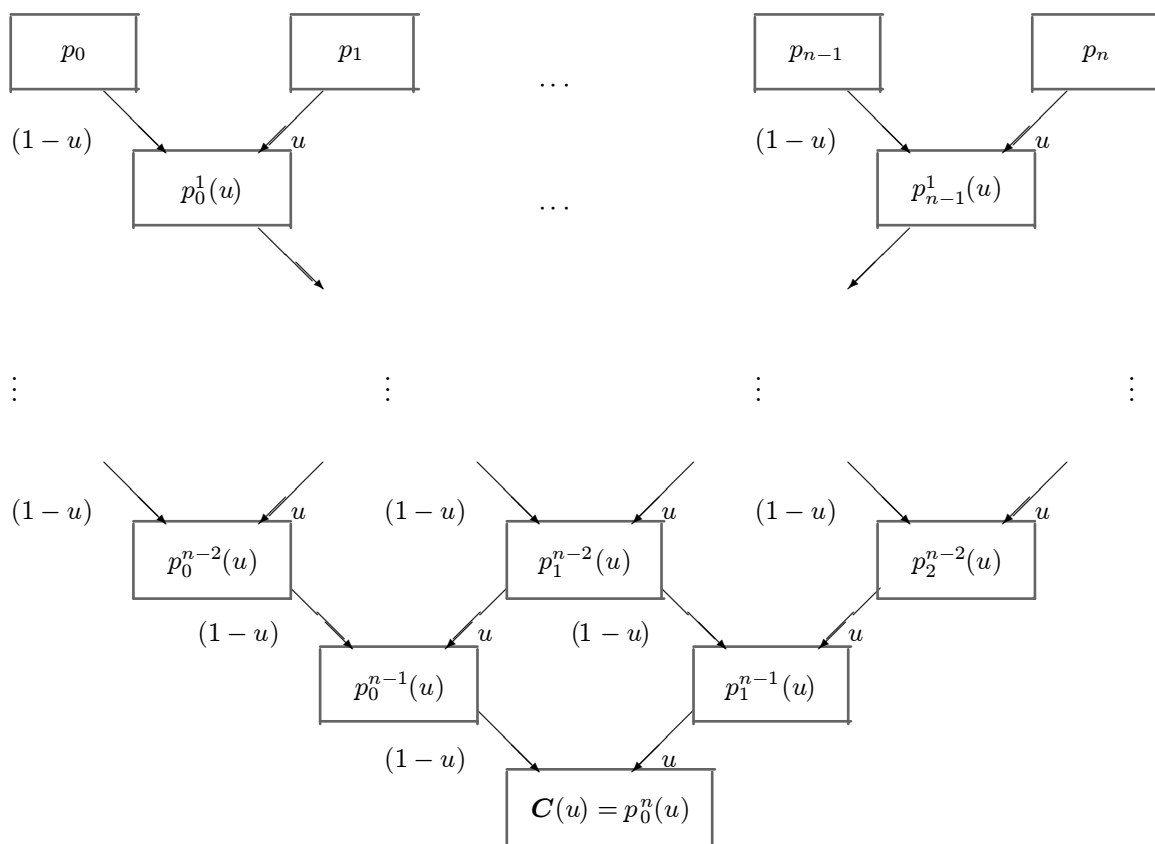 p_0 p_1 … p_{n−1} p_n
(1 − u) u (1 − u) u
p_0^1(u) … p_{n−1}^1(u)
⋮ ⋮ ⋮ ⋮
(1 − u) u (1 − u) u (1 − u) u
p_0^{n−2}(u) p_1^{n−2}(u) p_2^{n−2}(u)
(1 − u) u (1 − u) u
p_0^{n−1}(u) p_1^{n−1}(u)
(1 − u) u
C(u) = p_0^n(u)